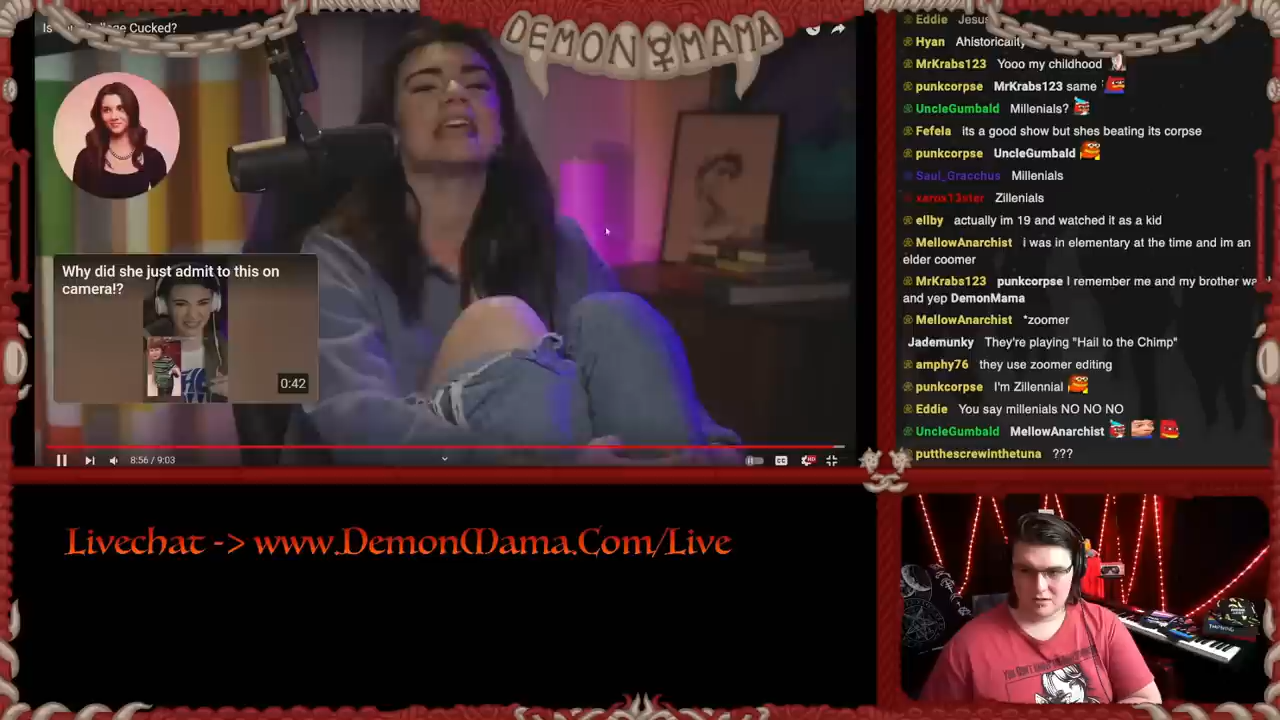 Is Your College Cucked?
DEMON MAMA
Why did she just admit to this on
camera!?
0:42
8:56 / 9:03
CC
HD
Livechat -> www.DemonMama.Com/Live
Eddie Jesus
Hyan Ahistoricality
MrKrabs123 Yooo my childhood
punkcorpse MrKrabs123 same
UncleGumbald Millenials?
Fefela its a good show but shes beating its corpse
punkcorpse UncleGumbald
Saul_Gracchus Millenials
xarox13ster Zillenials
ellby actually im 19 and watched it as a kid
MellowAnarchist i was in elementary at the time and im an
elder coomer
MrKrabs123 punkcorpse I remember me and my brother
and yep DemonMama
MellowAnarchist *zoomer
Jademunky They're playing "Hail to the Chimp"
amphy76 they use zoomer editing
punkcorpse I'm Zillennial
Eddie You say millenials NO NO NO
UncleGumbald MellowAnarchist
putthescrewinthetuna ???